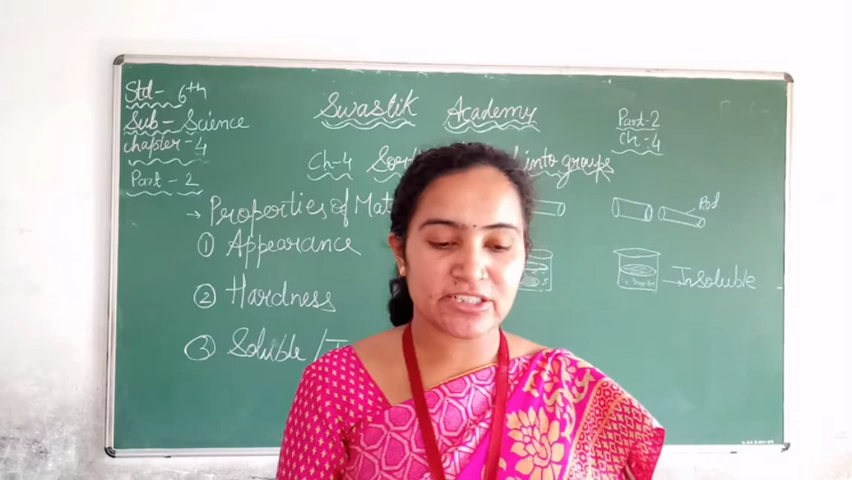 Std- 6th
Sub- Science
chapter- 4
Part- 2
Swastik Academy
Part-2
Ch-4
Ch-4 into groups
→ Properties of
① Appearance
② Hardness
③ Soluble /
Rod
Insoluble